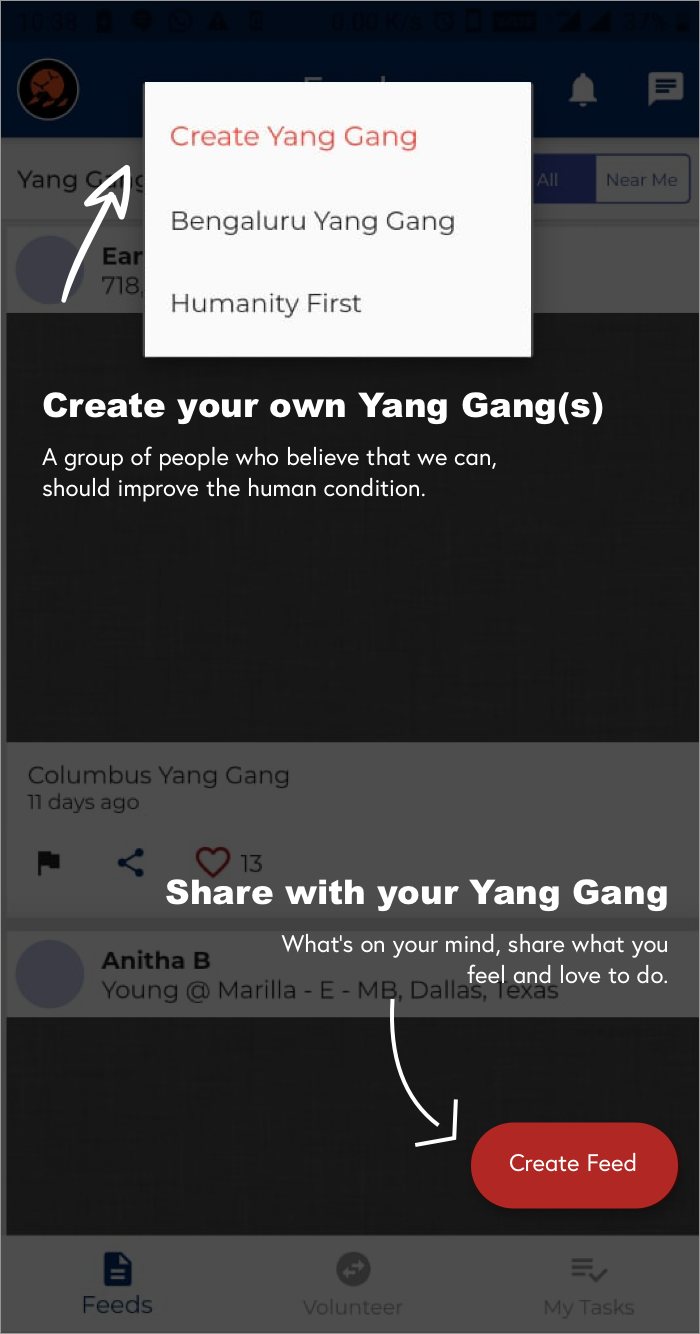 10:39
0.00 K/s
37%
Create Yang Gang
Yang Gang
All
Near Me
Bengaluru Yang Gang
Ear
718,
Humanity First
Create your own Yang Gang(s)
A group of people who believe that we can,
should improve the human condition.
Columbus Yang Gang
11 days ago
13
Share with your Yang Gang
What's on your mind, share what you
feel and love to do.
Anitha B
Young @ Marilla - E - MB, Dallas, Texas
Create Feed
Feeds
Volunteer
My Tasks